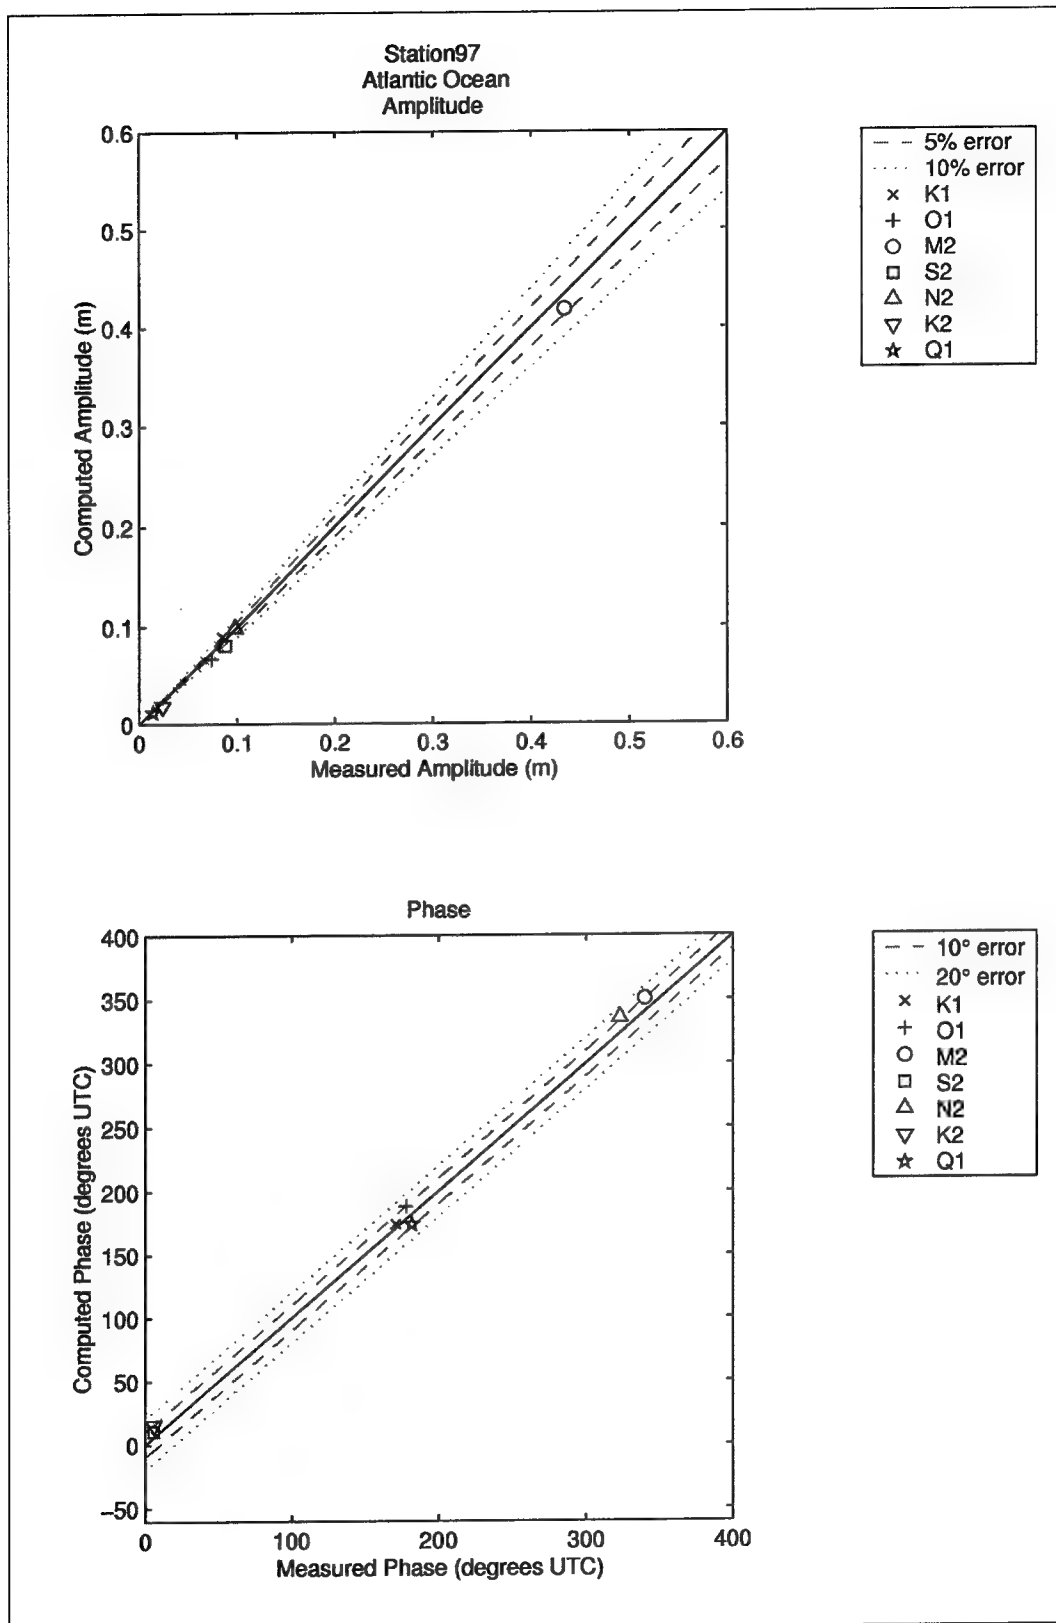 Station97
Atlantic Ocean
Amplitude
0.6
0.5
0.4
0.3
0.2
0.1
0
Computed Amplitude (m)
0
0.1
0.2
0.3
0.4
0.5
0.6
Measured Amplitude (m)
5% error
10% error
K1
O1
M2
S2
N2
K2
Q1
Phase
400
350
300
250
200
150
100
50
0
–50
Computed Phase (degrees UTC)
0
100
200
300
400
Measured Phase (degrees UTC)
10° error
20° error
K1
O1
M2
S2
N2
K2
Q1